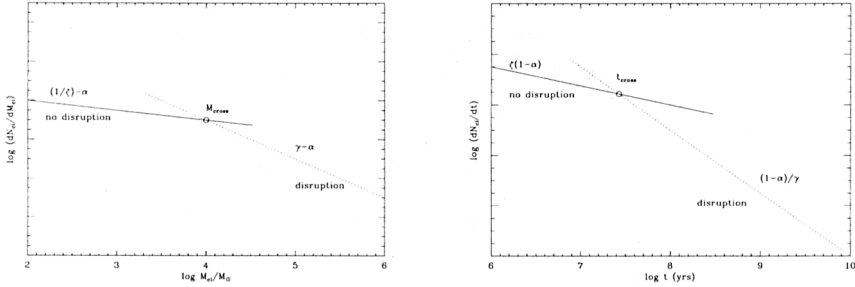 log (dN_cl/dM_cl)
(1/ζ)-α
no disruption
M_cross
γ-α
disruption
2 3 4 5 6
log M_cl/M_⊙
log (dN_cl/dt)
ζ(1-α)
no disruption
t_cross
(1-α)/γ
disruption
6 7 8 9 10
log t (yrs)